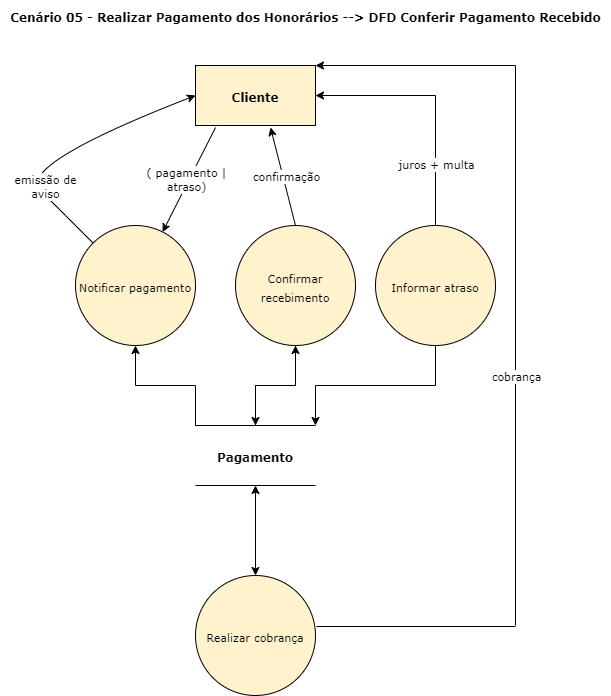 Cenário 05 - Realizar Pagamento dos Honorários --> DFD Conferir Pagamento Recebido
Cliente
( pagamento |
atraso)
confirmação
juros + multa
emissão de
aviso
Notificar pagamento
Confirmar
recebimento
Informar atraso
cobrança
Pagamento
Realizar cobrança